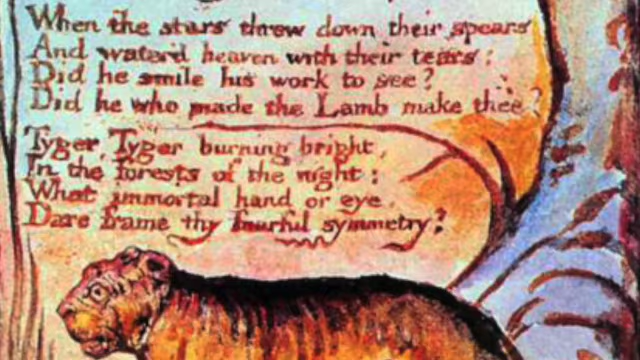 When the stars threw down their spears
And water'd heaven with their tears:
Did he smile his work to see?
Did he who made the Lamb make thee?
Tyger Tyger burning bright,
In the forests of the night:
What immortal hand or eye,
Dare frame thy fearful symmetry?